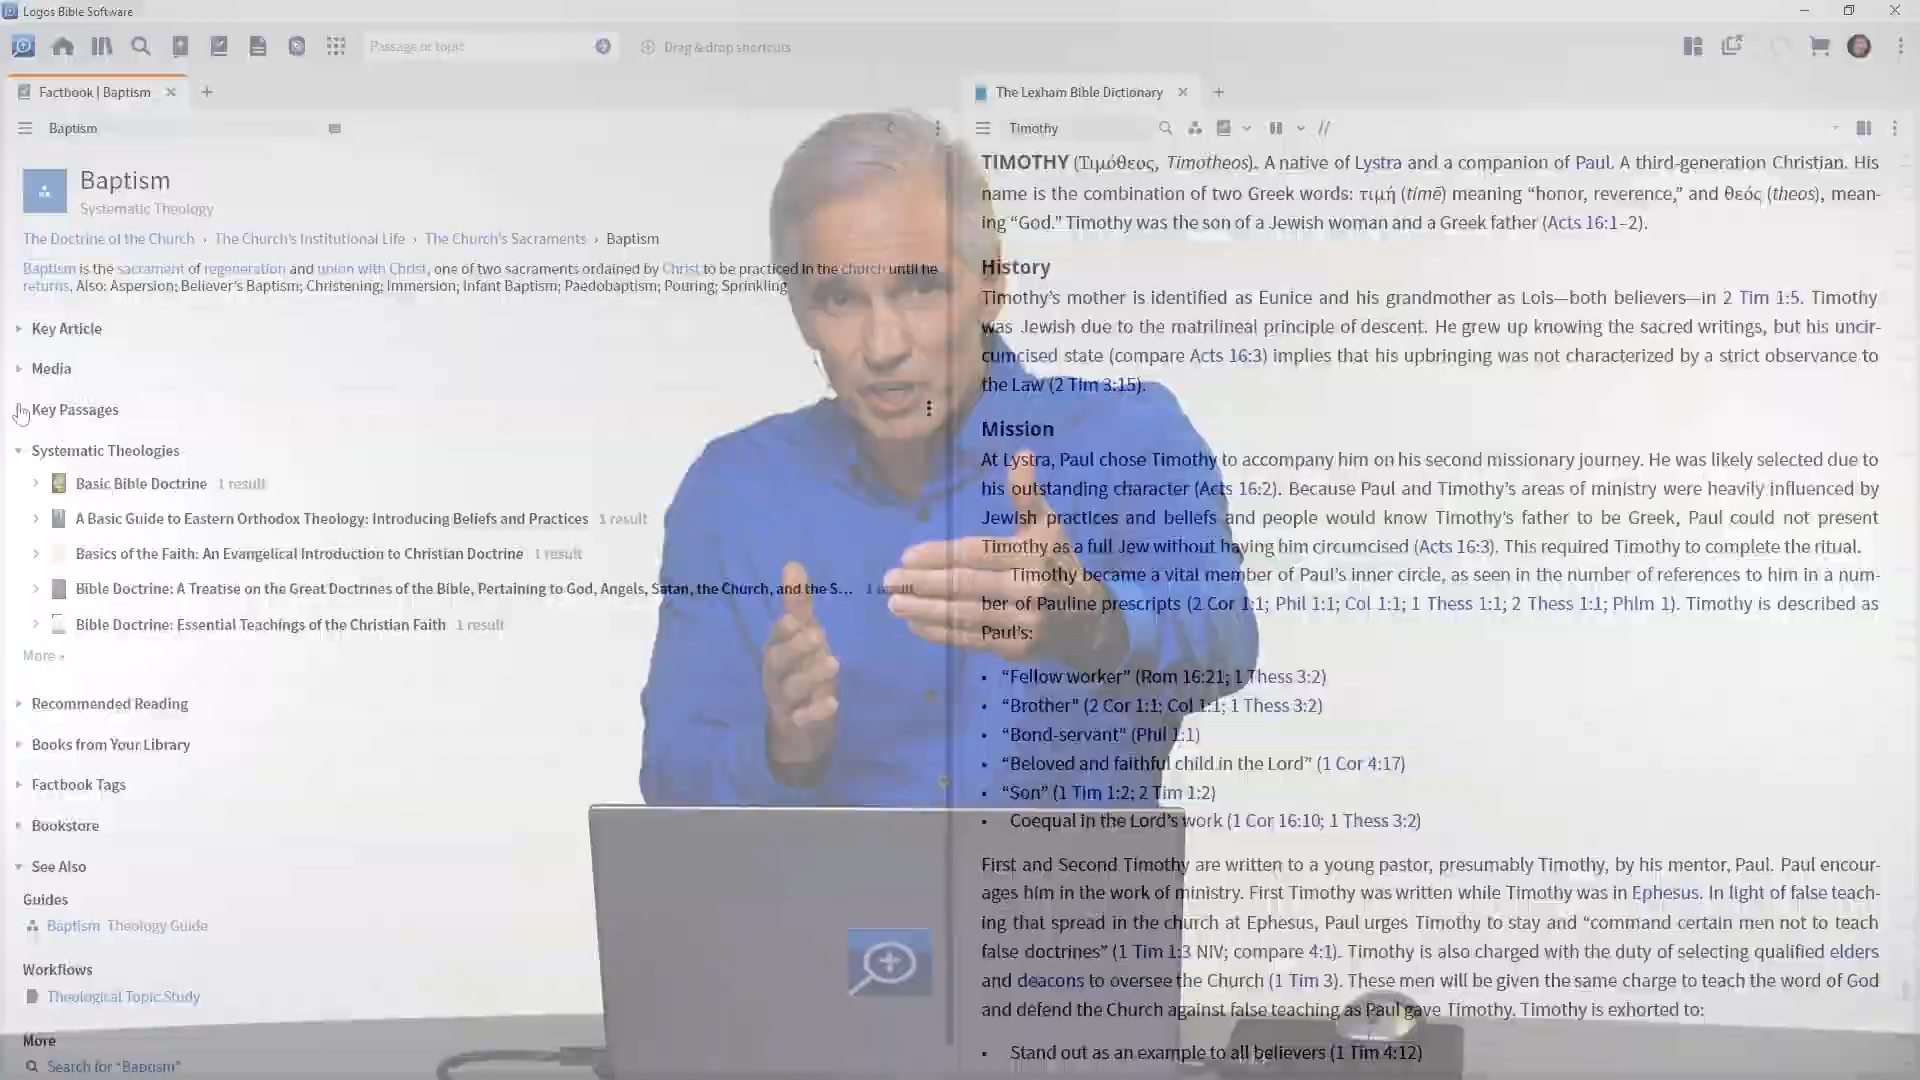 Logos Bible Software
Passage or topic
Drag & drop shortcuts
Factbook | Baptism
Baptism
Baptism
Systematic Theology
The Doctrine of the Church › The Church's Institutional Life › The Church's Sacraments › Baptism
Baptism is the sacrament of regeneration and union with Christ, one of two sacraments ordained by Christ to be practiced in the church until he
returns. Also: Aspersion; Believer's Baptism; Christening; Immersion; Infant Baptism; Paedobaptism; Pouring; Sprinkling
Key Article
Media
Key Passages
Systematic Theologies
Basic Bible Doctrine 1 result
A Basic Guide to Eastern Orthodox Theology: Introducing Beliefs and Practices 1 result
Basics of the Faith: An Evangelical Introduction to Christian Doctrine 1 result
Bible Doctrine: A Treatise on the Great Doctrines of the Bible, Pertaining to God, Angels, Satan, the Church, and the S... 1 result
Bible Doctrine: Essential Teachings of the Christian Faith 1 result
More »
Recommended Reading
Books from Your Library
Factbook Tags
Bookstore
See Also
Guides
Baptism Theology Guide
Workflows
Theological Topic Study
More
Search for "Baptism"
The Lexham Bible Dictionary
Timothy
TIMOTHY (Τιμόθεος, Timotheos). A native of Lystra and a companion of Paul. A third-generation Christian. His
name is the combination of two Greek words: τιμή (timē) meaning “honor, reverence,” and θεός (theos), mean-
ing “God.” Timothy was the son of a Jewish woman and a Greek father (Acts 16:1–2).
History
Timothy’s mother is identified as Eunice and his grandmother as Lois—both believers—in 2 Tim 1:5. Timothy
was Jewish due to the matrilineal principle of descent. He grew up knowing the sacred writings, but his uncir-
cumcised state (compare Acts 16:3) implies that his upbringing was not characterized by a strict observance to
the Law (2 Tim 3:15).
Mission
At Lystra, Paul chose Timothy to accompany him on his second missionary journey. He was likely selected due to
his outstanding character (Acts 16:2). Because Paul and Timothy’s areas of ministry were heavily influenced by
Jewish practices and beliefs and people would know Timothy’s father to be Greek, Paul could not present
Timothy as a full Jew without having him circumcised (Acts 16:3). This required Timothy to complete the ritual.
Timothy became a vital member of Paul’s inner circle, as seen in the number of references to him in a num-
ber of Pauline prescripts (2 Cor 1:1; Phil 1:1; Col 1:1; 1 Thess 1:1; 2 Thess 1:1; Phlm 1). Timothy is described as
Paul’s:
• “Fellow worker” (Rom 16:21; 1 Thess 3:2)
• “Brother” (2 Cor 1:1; Col 1:1; 1 Thess 3:2)
• “Bond-servant” (Phil 1:1)
• “Beloved and faithful child in the Lord” (1 Cor 4:17)
• “Son” (1 Tim 1:2; 2 Tim 1:2)
• Coequal in the Lord’s work (1 Cor 16:10; 1 Thess 3:2)
First and Second Timothy are written to a young pastor, presumably Timothy, by his mentor, Paul. Paul encour-
ages him in the work of ministry. First Timothy was written while Timothy was in Ephesus. In light of false teach-
ing that spread in the church at Ephesus, Paul urges Timothy to stay and “command certain men not to teach
false doctrines” (1 Tim 1:3 NIV; compare 4:1). Timothy is also charged with the duty of selecting qualified elders
and deacons to oversee the Church (1 Tim 3). These men will be given the same charge to teach the word of God
and defend the Church against false teaching as Paul gave Timothy. Timothy is exhorted to:
• Stand out as an example to all believers (1 Tim 4:12)